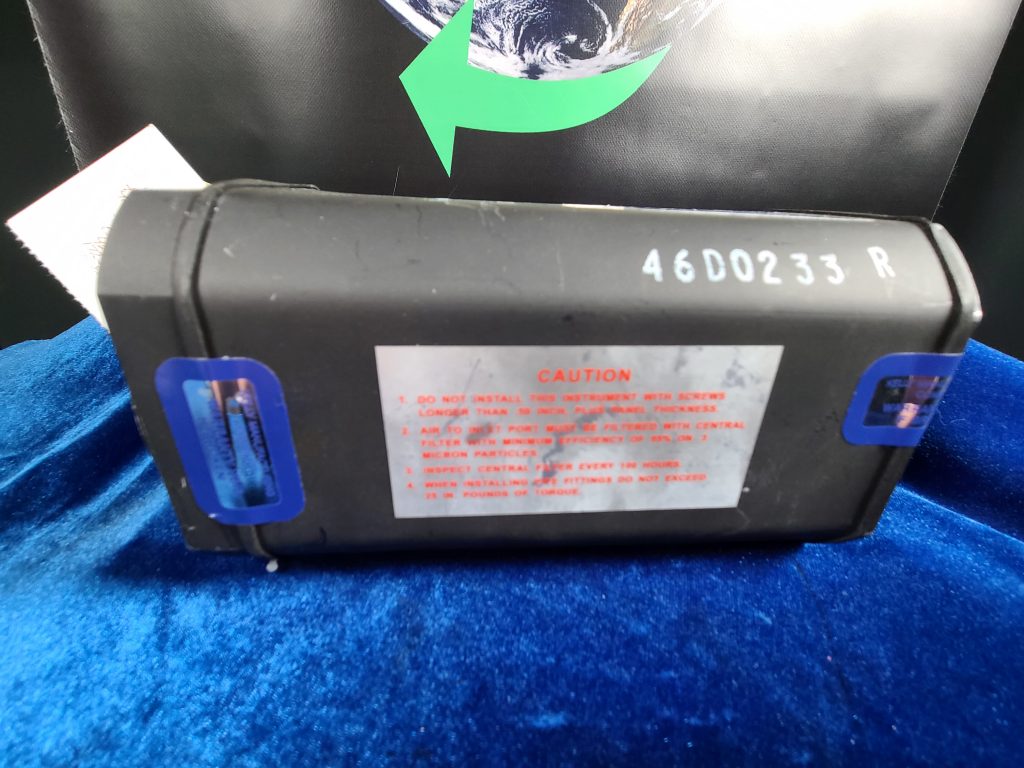 46D0233 R
CAUTION
1. DO NOT INSTALL THIS INSTRUMENT WITH SCREWS
LONGER THAN .50 INCH PLUS PANEL THICKNESS.
2. AIR TO INLET PORT MUST BE FILTERED WITH CENTRAL
FILTER WITH MINIMUM EFFICIENCY OF 95% ON .3
MICRON PARTICLES.
3. INSPECT CENTRAL FILTER EVERY 100 HOURS.
4. WHEN INSTALLING FITTINGS DO NOT EXCEED
25 IN. POUNDS OF TORQUE.